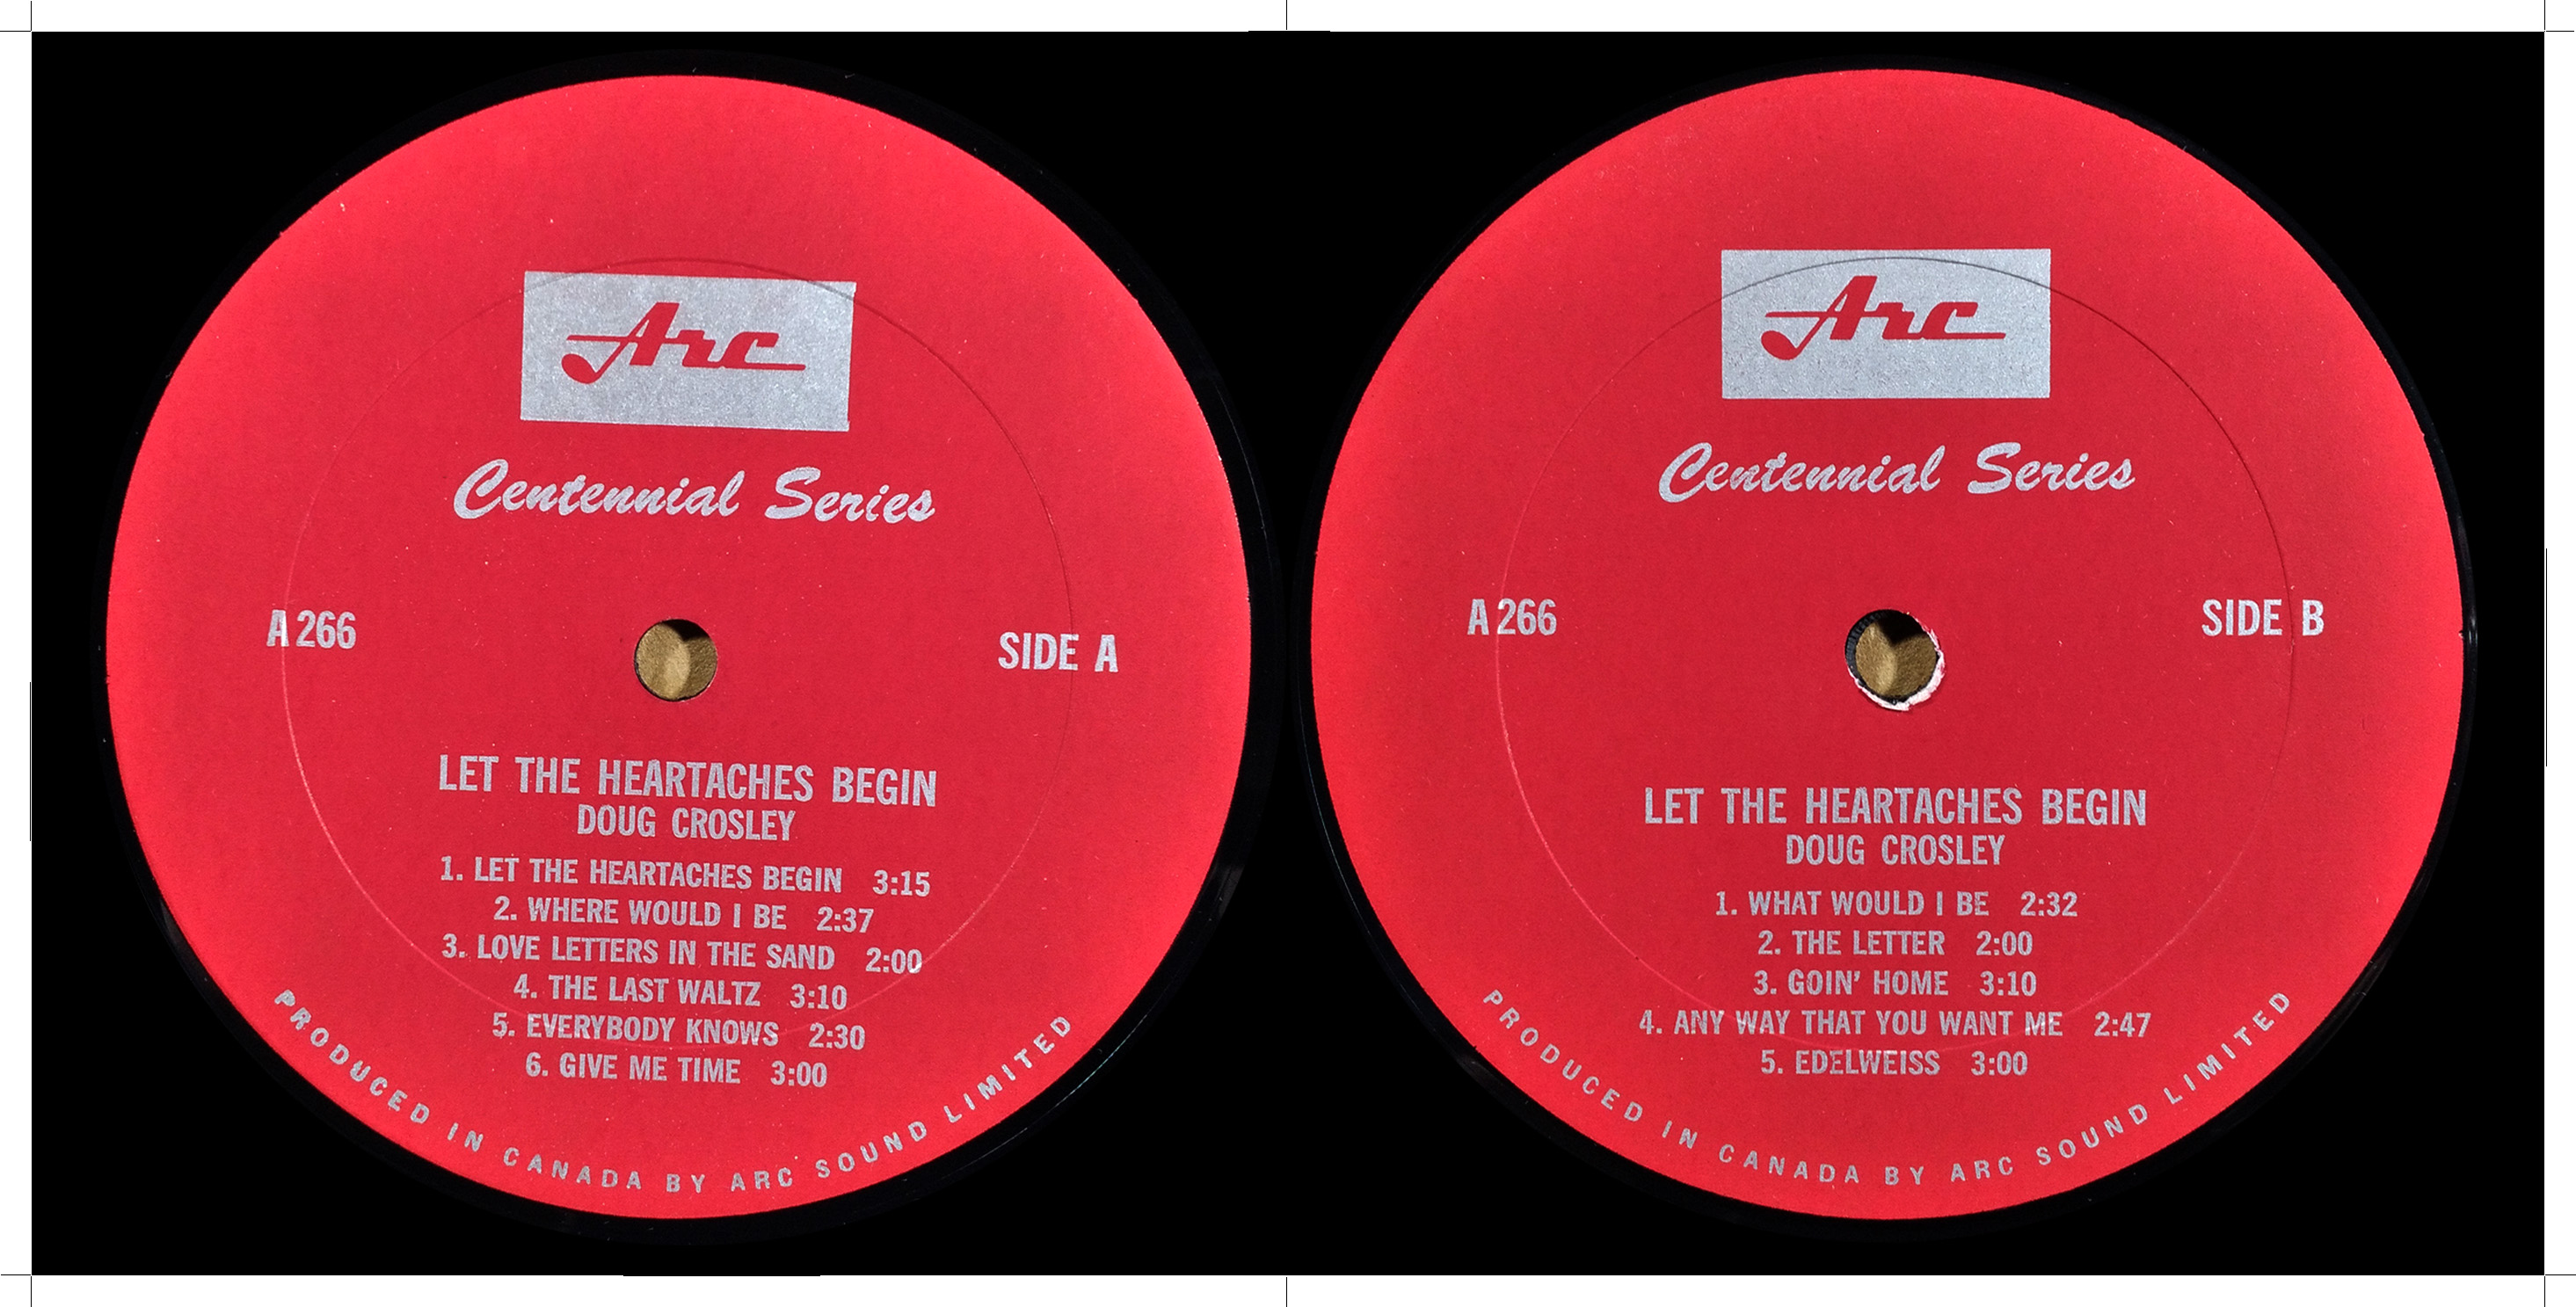 Arc
Centennial Series
A 266
SIDE A
LET THE HEARTACHES BEGIN
DOUG CROSLEY
1. LET THE HEARTACHES BEGIN 3:15
2. WHERE WOULD I BE 2:37
3. LOVE LETTERS IN THE SAND 2:00
4. THE LAST WALTZ 3:10
5. EVERYBODY KNOWS 2:30
6. GIVE ME TIME 3:00
PRODUCED IN CANADA BY ARC SOUND LIMITED
Arc
Centennial Series
A 266
SIDE B
LET THE HEARTACHES BEGIN
DOUG CROSLEY
1. WHAT WOULD I BE 2:32
2. THE LETTER 2:00
3. GOIN' HOME 3:10
4. ANY WAY THAT YOU WANT ME 2:47
5. EDELWEISS 3:00
PRODUCED IN CANADA BY ARC SOUND LIMITED